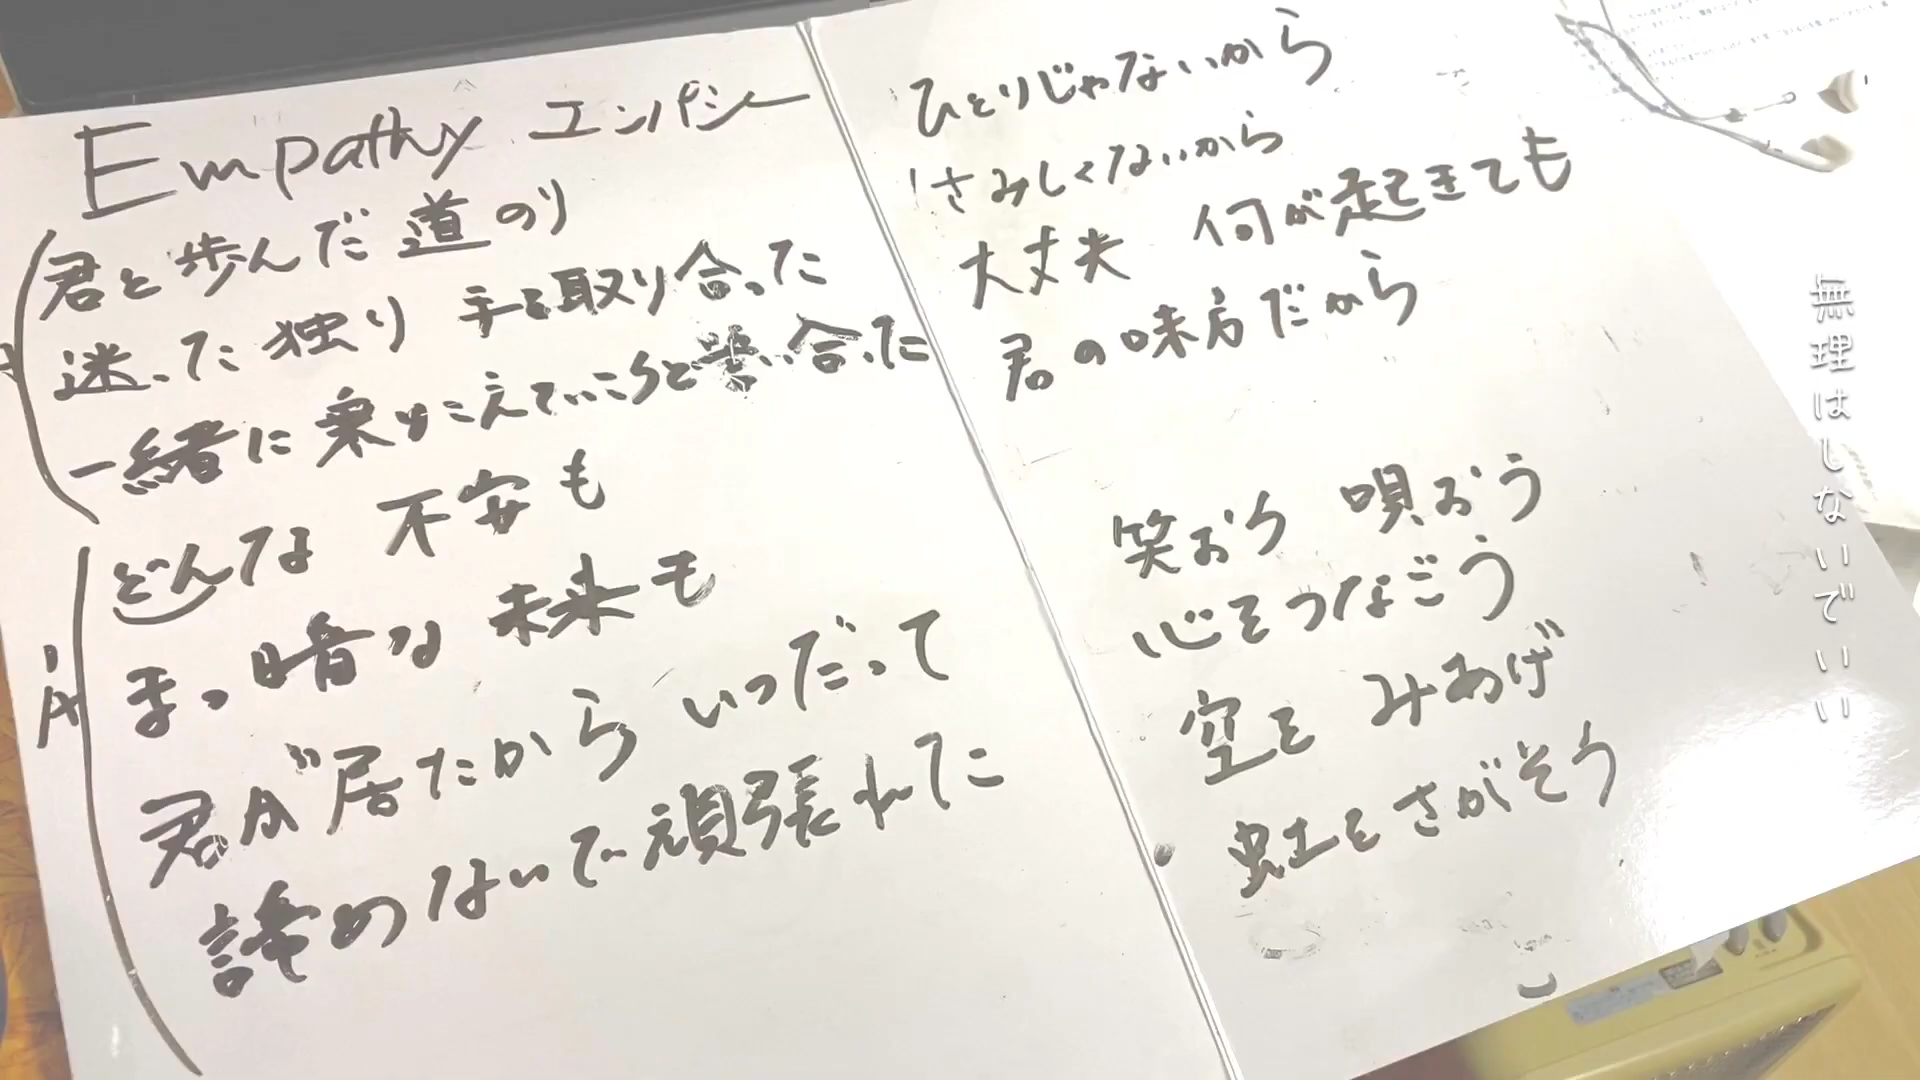 Empathy エンパシー
君と歩んだ道のり
迷った独り 手を取り合った
一緒に乗りこえていこうと誓い合った
どんな 不安も
まっ暗な 未来も
君が居たから いつだって
諦めないで頑張れた
A
A'
ひとりじゃないから
さみしくないから
大丈夫 何が起きても
君の味方だから
笑おう 唄おう
心をつなごう
空を みあげ
虹をさがそう
無理はしないでいい